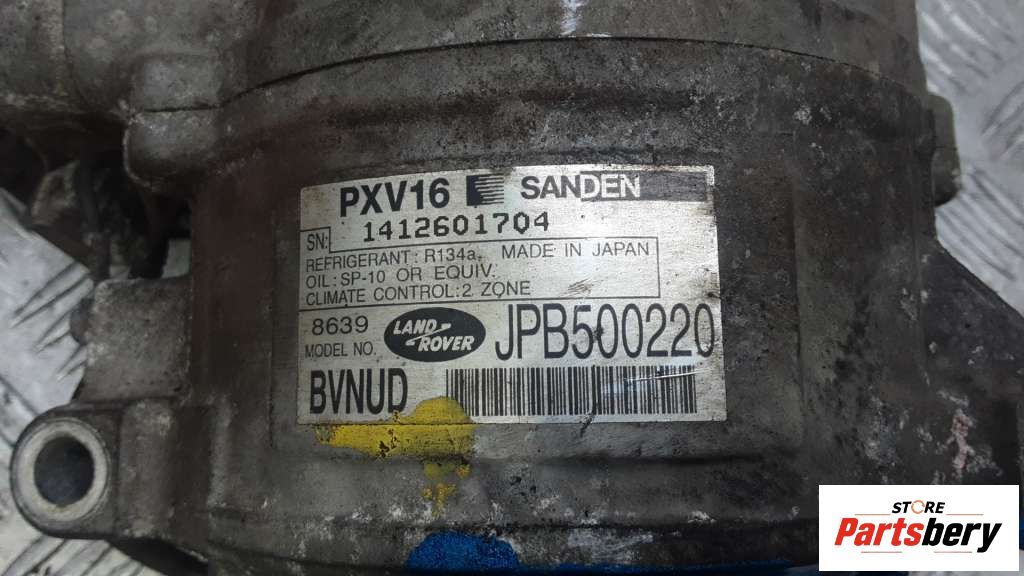 PXV16 SANDEN
SN: 1412601704
REFRIGERANT: R134a. MADE IN JAPAN
OIL: SP-10 OR EQUIV.
CLIMATE CONTROL: 2 ZONE
8639
MODEL NO.
LAND
ROVER
JPB500220
BVNUD
STORE
Partsbery